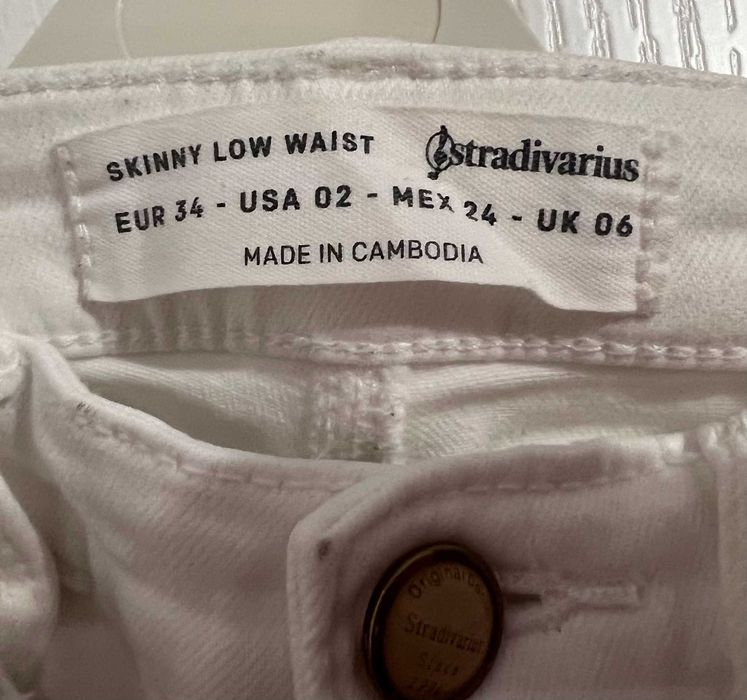 SKINNY LOW WAIST stradivarius
EUR 34 - USA 02 - MEX 24 - UK 06
MADE IN CAMBODIA
Stradivarius